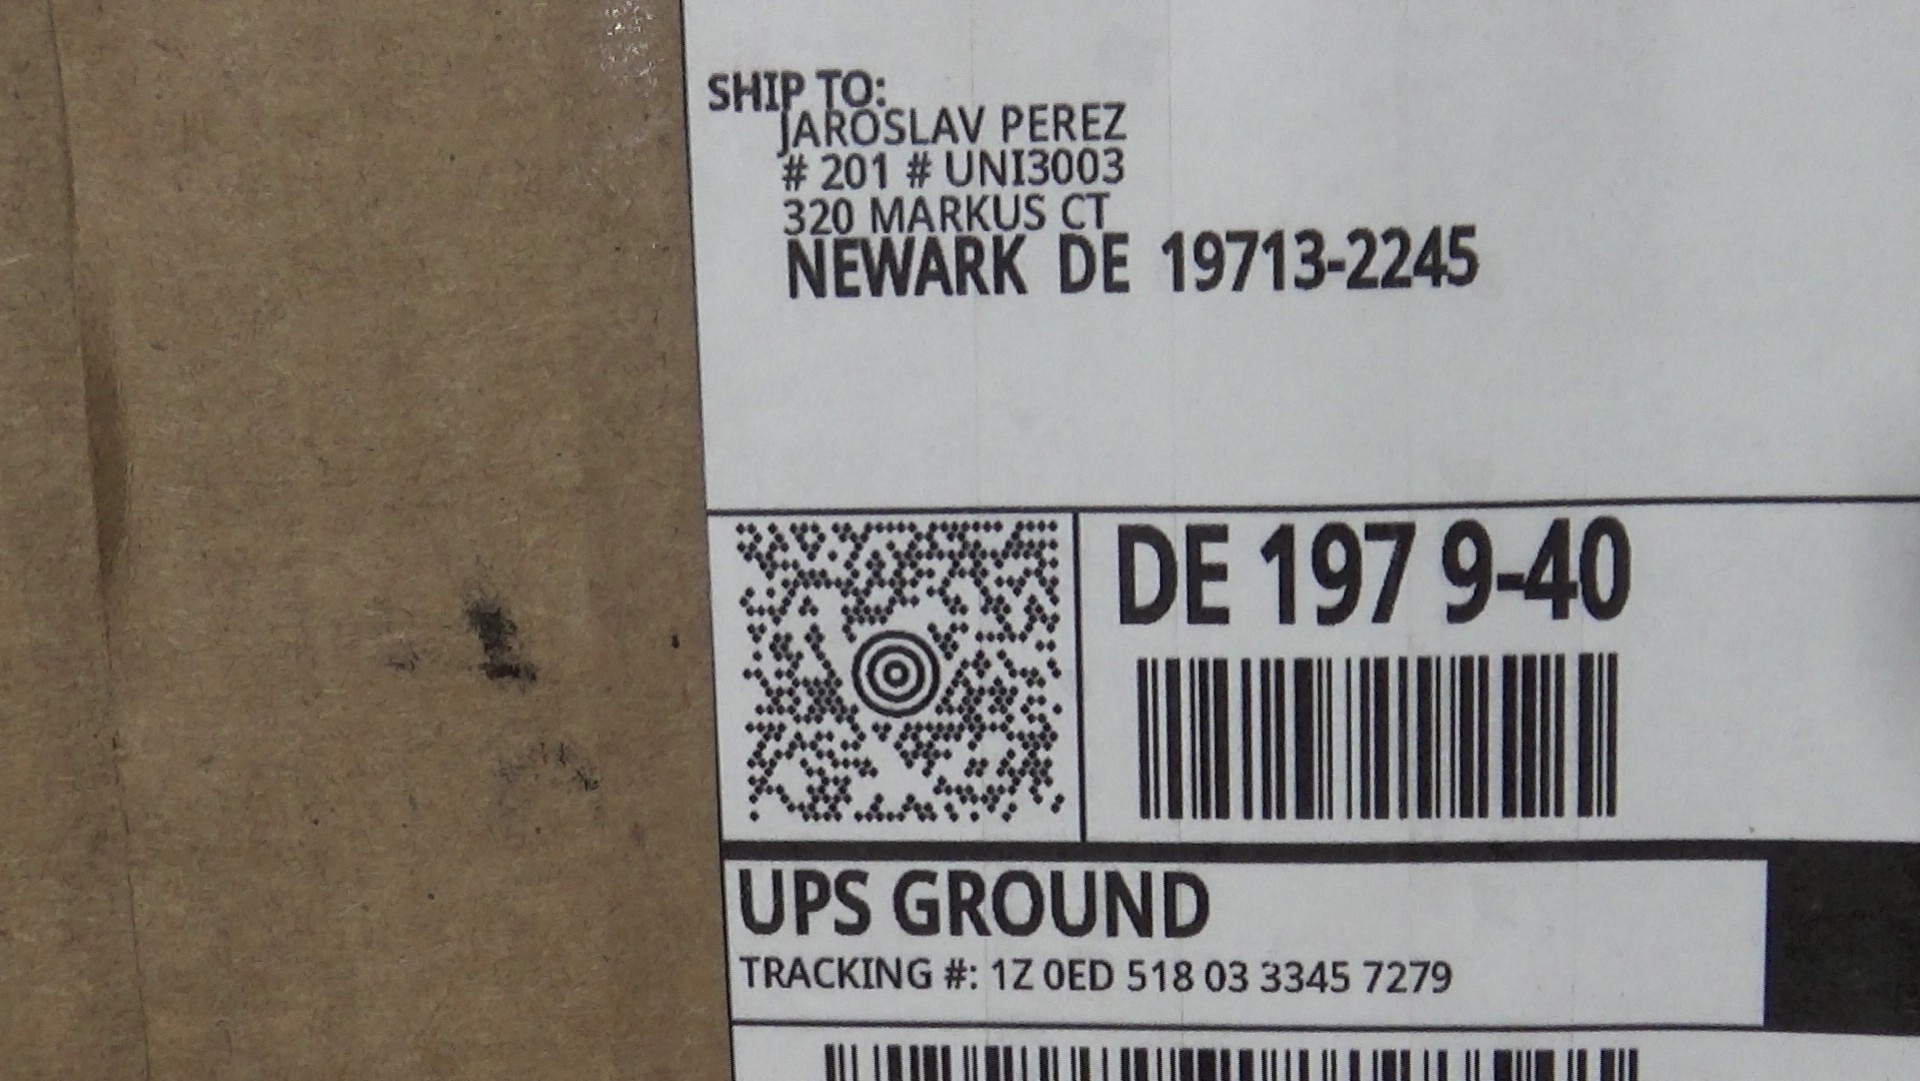 SHIP TO:
JAROSLAV PEREZ
# 201 # UNI3003
320 MARKUS CT
NEWARK DE 19713-2245
DE 197 9-40
UPS GROUND
TRACKING #: 1Z 0ED 518 03 3345 7279